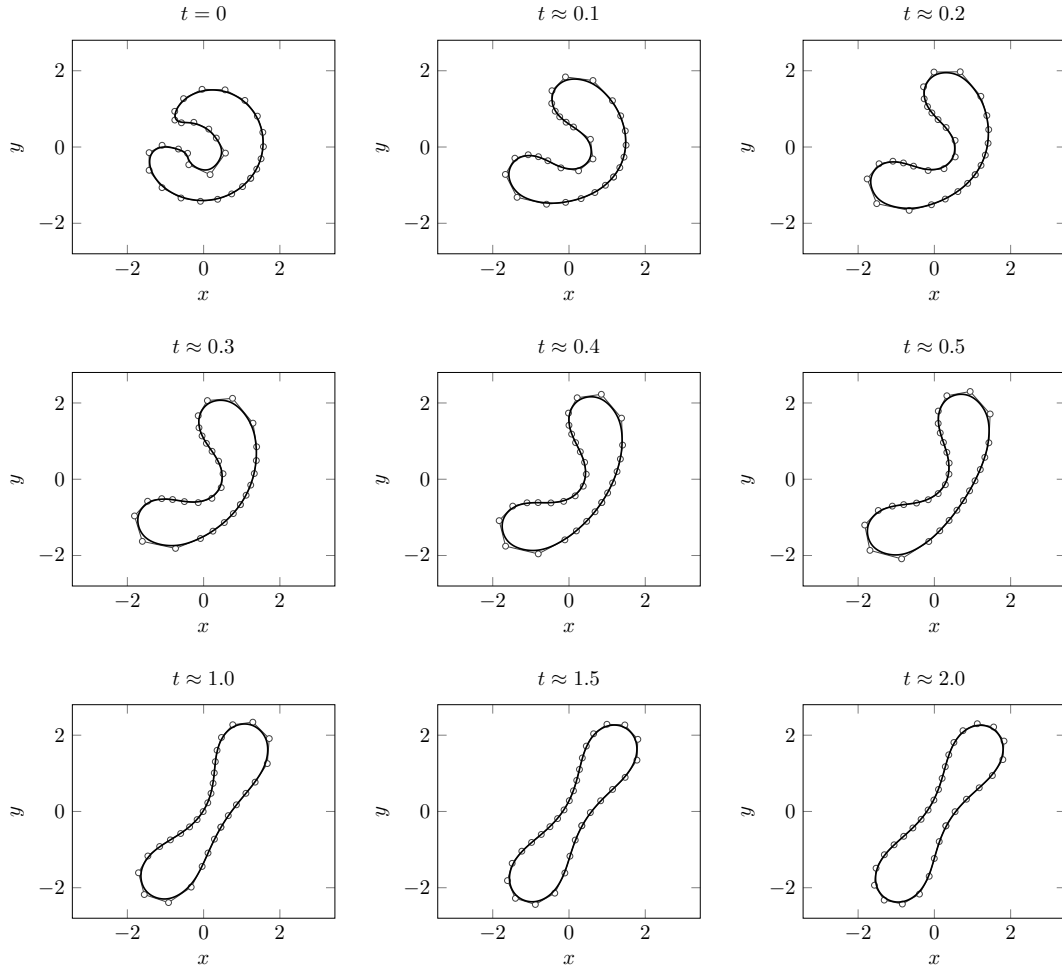 t = 0 t ≈ 0.1 t ≈ 0.2
2 2 2
y y y
0 0 0
−2 −2 −2
−2 0 2 −2 0 2 −2 0 2
x x x
t ≈ 0.3 t ≈ 0.4 t ≈ 0.5
2 2 2
y y y
0 0 0
−2 −2 −2
−2 0 2 −2 0 2 −2 0 2
x x x
t ≈ 1.0 t ≈ 1.5 t ≈ 2.0
2 2 2
y y y
0 0 0
−2 −2 −2
−2 0 2 −2 0 2 −2 0 2
x x x